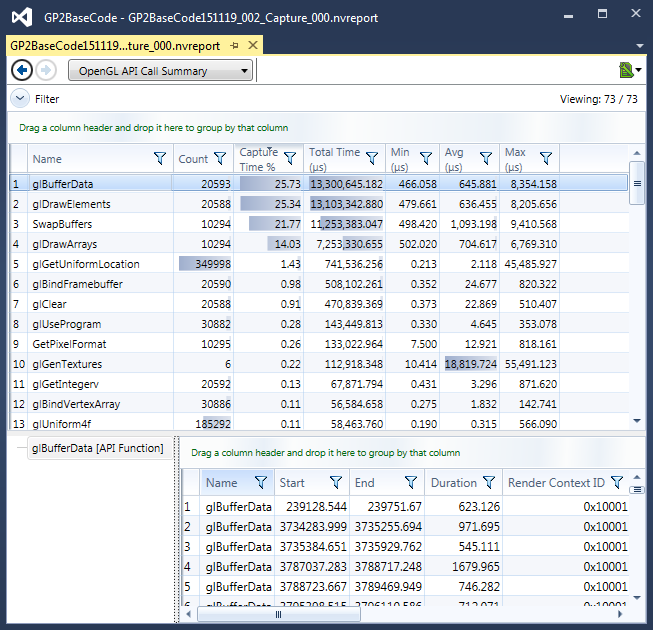 GP2BaseCode - GP2BaseCode151119_002_Capture_000.nvreport
GP2BaseCode151119...ture_000.nvreport
OpenGL API Call Summary
Filter
Viewing: 73 / 73
Drag a column header and drop it here to group by that column
Name Count Capture Time % Total Time (µs) Min (µs) Avg (µs) Max (µs)
1 glBufferData 20593 25.73 13,300,645.182 466.058 645.881 8,354.158
2 glDrawElements 20588 25.34 13,103,342.880 479.661 636.455 8,205.656
3 SwapBuffers 10294 21.77 11,253,383.047 498.420 1,093.198 9,410.568
4 glDrawArrays 10294 14.03 7,253,330.655 502.020 704.617 6,769.310
5 glGetUniformLocation 349998 1.43 741,536.256 0.213 2.118 45,485.927
6 glBindFramebuffer 20590 0.98 508,102.261 0.352 24.677 820.322
7 glClear 20588 0.91 470,839.369 0.373 22.869 510.407
8 glUseProgram 30882 0.28 143,449.813 0.330 4.645 353.078
9 GetPixelFormat 10295 0.26 133,022.964 7.500 12.921 818.161
10 glGenTextures 6 0.22 112,918.348 10.414 18,819.724 55,491.123
11 glGetIntegerv 20592 0.13 67,871.794 0.431 3.296 871.620
12 glBindVertexArray 30886 0.11 56,584.658 0.275 1.832 142.741
13 glUniform4f 185292 0.11 58,463.760 0.190 0.315 566.090
glBufferData [API Function]
Drag a column header and drop it here to group by that column
Name Start End Duration Render Context ID
1 glBufferData 239128.544 239751.67 623.126 0x10001
2 glBufferData 3734283.999 3735255.694 971.695 0x10001
3 glBufferData 3735384.651 3735929.762 545.111 0x10001
4 glBufferData 3787037.283 3788717.248 1679.965 0x10001
5 glBufferData 3788723.667 3789469.949 746.282 0x10001